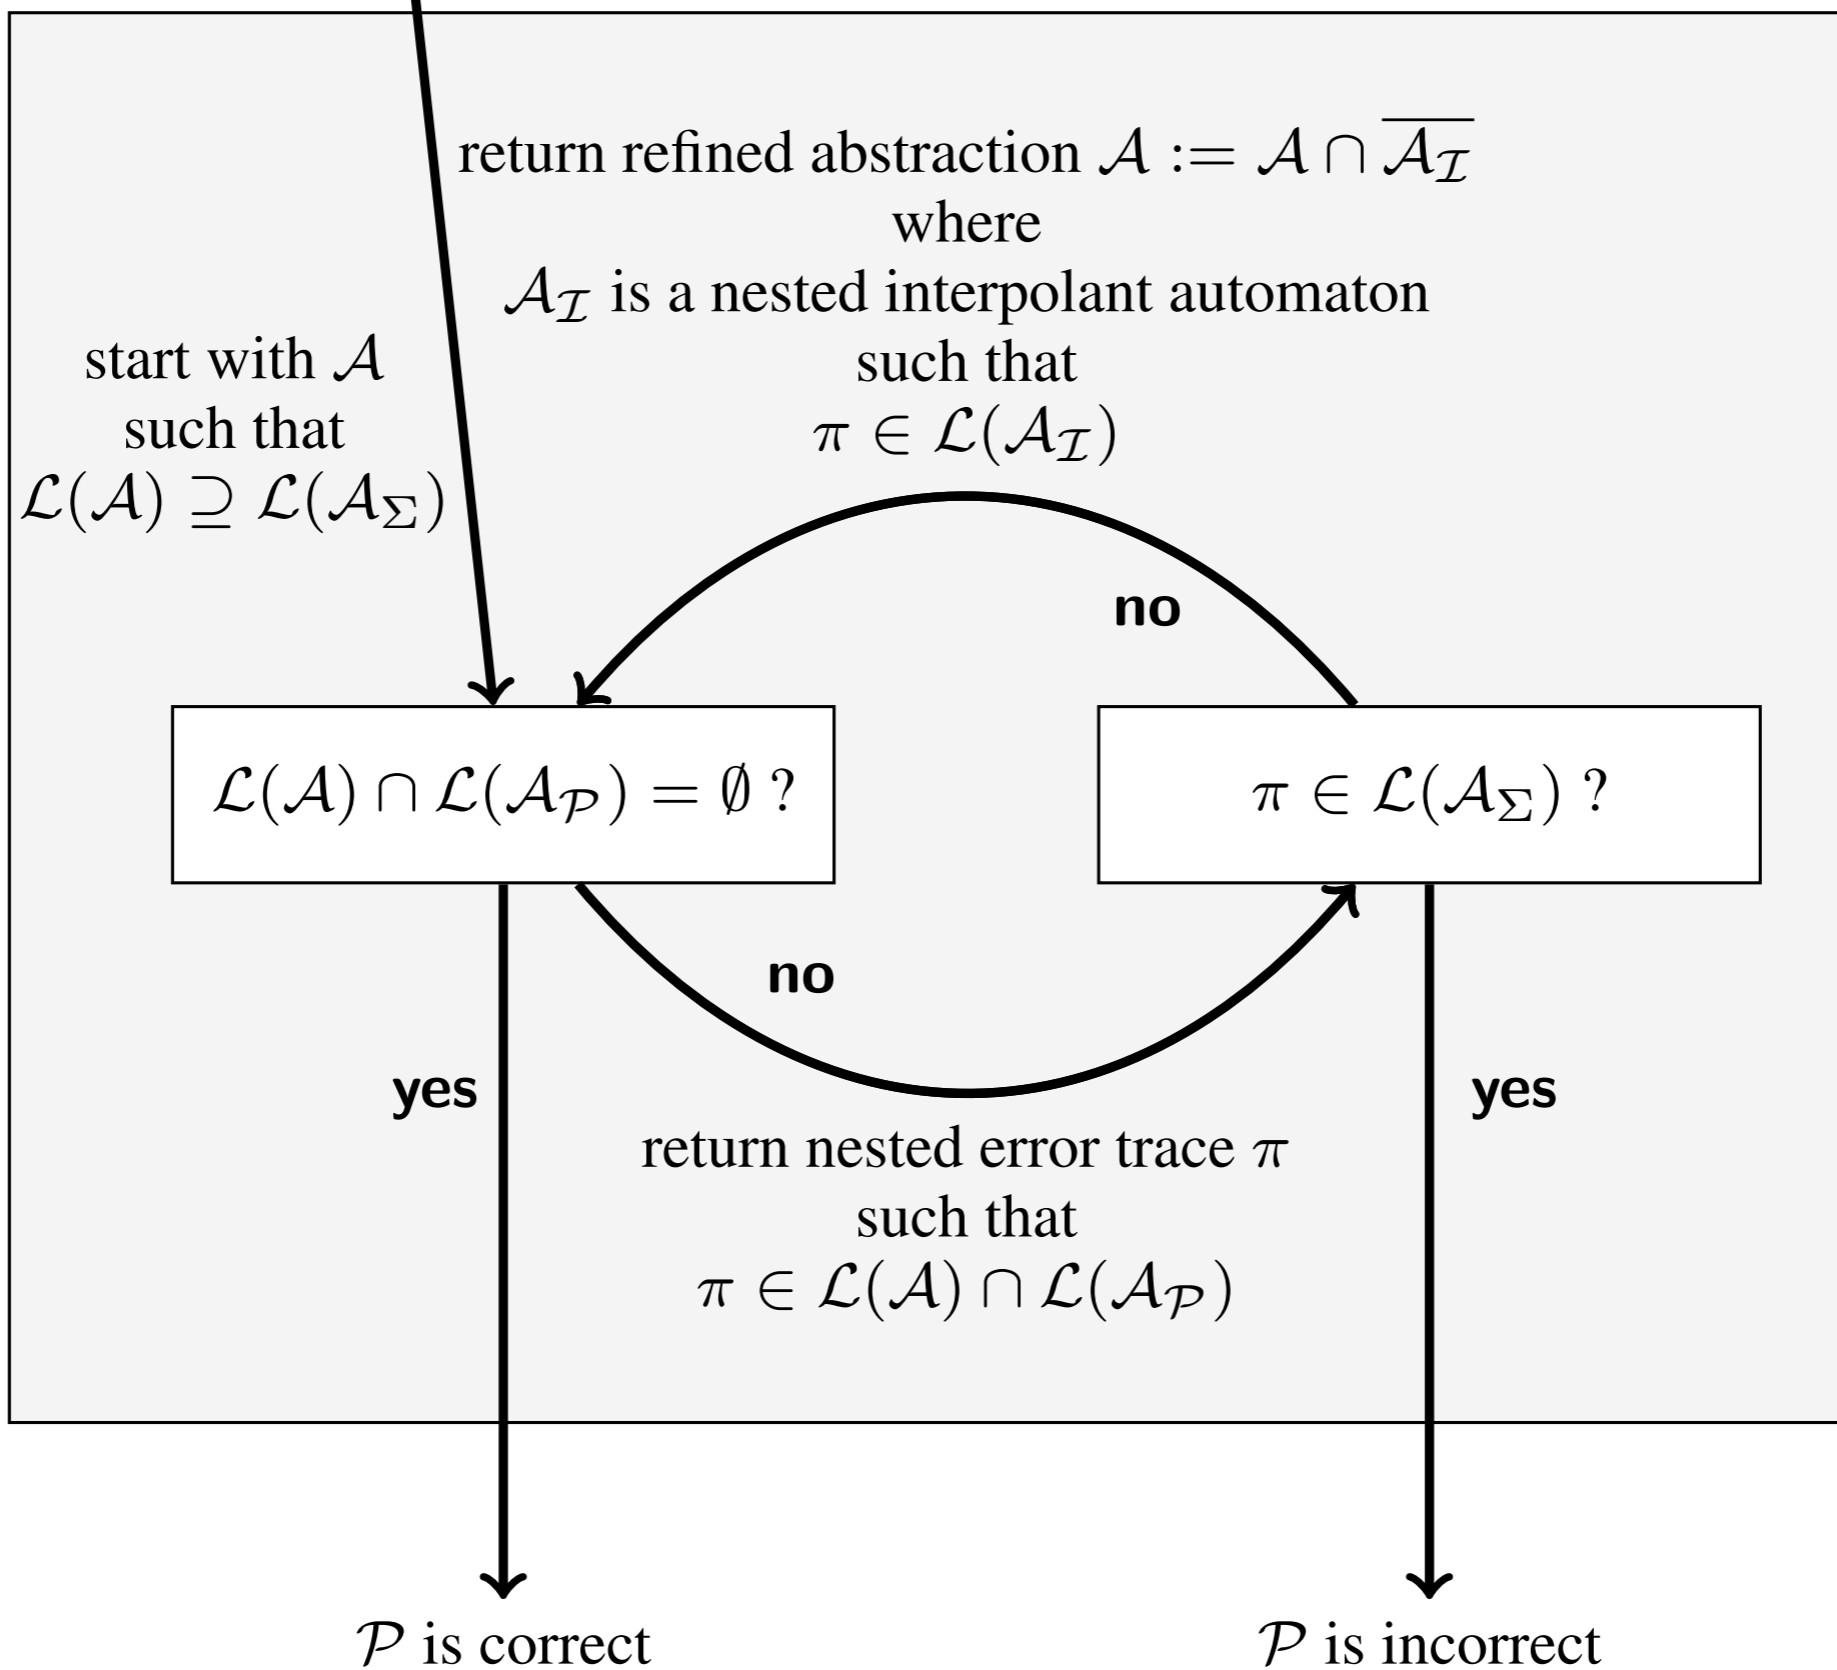 return refined abstraction 𝒜 := 𝒜 ∩ \overline{𝒜_ℐ}
where
𝒜_ℐ is a nested interpolant automaton
such that
π ∈ ℒ(𝒜_ℐ)
start with 𝒜
such that
ℒ(𝒜) ⊇ ℒ(𝒜_Σ)
no
ℒ(𝒜) ∩ ℒ(𝒜_𝒫) = ∅ ?
π ∈ ℒ(𝒜_Σ) ?
no
yes
yes
return nested error trace π
such that
π ∈ ℒ(𝒜) ∩ ℒ(𝒜_𝒫)
𝒫 is correct
𝒫 is incorrect